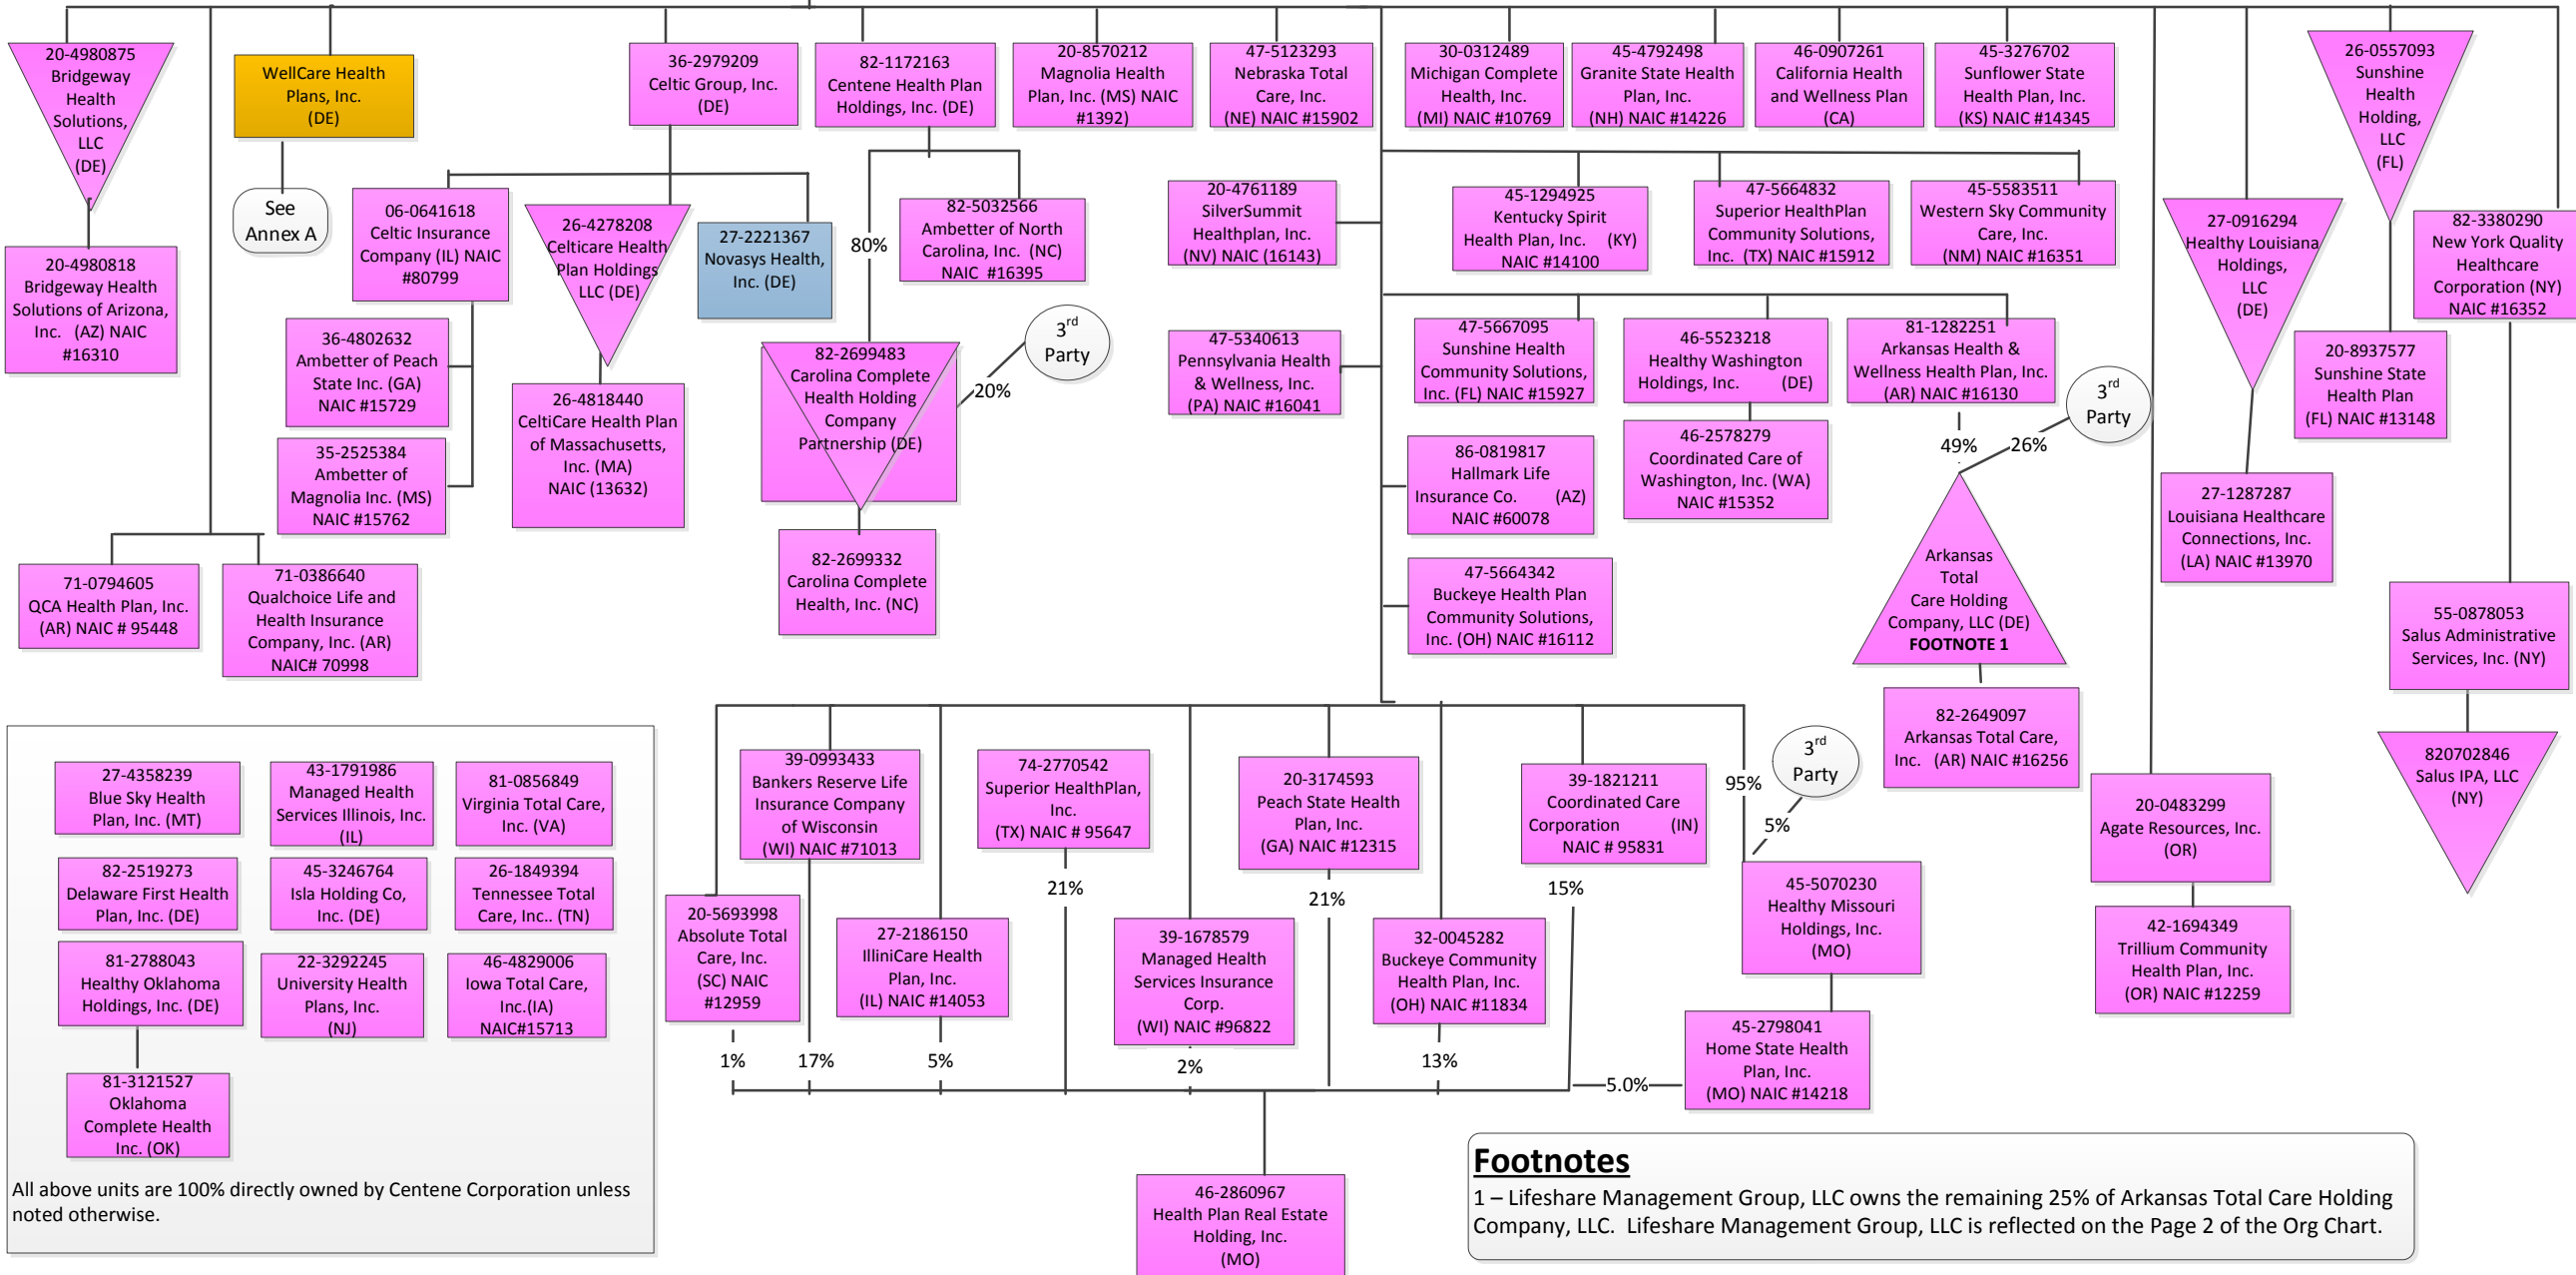 20-4980875
Bridgeway
Health
Solutions,
LLC
(DE)
WellCare Health
Plans, Inc.
(DE)
36-2979209
Celtic Group, Inc.
(DE)
82-1172163
Centene Health Plan
Holdings, Inc. (DE)
20-8570212
Magnolia Health
Plan, Inc. (MS) NAIC
#1392)
47-5123293
Nebraska Total
Care, Inc.
(NE) NAIC #15902
30-0312489
Michigan Complete
Health, Inc.
(MI) NAIC #10769
45-4792498
Granite State Health
Plan, Inc.
(NH) NAIC #14226
46-0907261
California Health
and Wellness Plan
(CA)
45-3276702
Sunflower State
Health Plan, Inc.
(KS) NAIC #14345
26-0557093
Sunshine
Health
Holding,
LLC
(FL)
See
Annex A
06-0641618
Celtic Insurance
Company (IL) NAIC
#80799
26-4278208
Celticare Health
Plan Holdings
LLC (DE)
27-2221367
Novasys Health,
Inc. (DE)
80%
82-5032566
Ambetter of North
Carolina, Inc. (NC)
NAIC #16395
20-4761189
SilverSummit
Healthplan, Inc.
(NV) NAIC (16143)
45-1294925
Kentucky Spirit
Health Plan, Inc. (KY)
NAIC #14100
47-5664832
Superior HealthPlan
Community Solutions,
Inc. (TX) NAIC #15912
45-5583511
Western Sky Community
Care, Inc.
(NM) NAIC #16351
27-0916294
Healthy Louisiana
Holdings,
LLC
(DE)
82-3380290
New York Quality
Healthcare
Corporation (NY)
NAIC #16352
20-4980818
Bridgeway Health
Solutions of Arizona,
Inc. (AZ) NAIC
#16310
36-4802632
Ambetter of Peach
State Inc. (GA)
NAIC #15729
26-4818440
CeltiCare Health Plan
of Massachusetts,
Inc. (MA)
NAIC (13632)
82-2699483
Carolina Complete
Health Holding
Company
Partnership (DE)
3rd
Party
20%
47-5340613
Pennsylvania Health
& Wellness, Inc.
(PA) NAIC #16041
47-5667095
Sunshine Health
Community Solutions,
Inc. (FL) NAIC #15927
46-5523218
Healthy Washington
Holdings, Inc. (DE)
81-1282251
Arkansas Health &
Wellness Health Plan, Inc.
(AR) NAIC #16130
3rd
Party
49%
26%
20-8937577
Sunshine State
Health Plan
(FL) NAIC #13148
35-2525384
Ambetter of
Magnolia Inc. (MS)
NAIC #15762
86-0819817
Hallmark Life
Insurance Co. (AZ)
NAIC #60078
46-2578279
Coordinated Care of
Washington, Inc. (WA)
NAIC #15352
27-1287287
Louisiana Healthcare
Connections, Inc.
(LA) NAIC #13970
71-0794605
QCA Health Plan, Inc.
(AR) NAIC # 95448
71-0386640
Qualchoice Life and
Health Insurance
Company, Inc. (AR)
NAIC# 70998
82-2699332
Carolina Complete
Health, Inc. (NC)
47-5664342
Buckeye Health Plan
Community Solutions,
Inc. (OH) NAIC #16112
Arkansas
Total
Care Holding
Company, LLC (DE)
FOOTNOTE 1
55-0878053
Salus Administrative
Services, Inc. (NY)
82-2649097
Arkansas Total Care,
Inc. (AR) NAIC #16256
820702846
Salus IPA, LLC
(NY)
27-4358239
Blue Sky Health
Plan, Inc. (MT)
43-1791986
Managed Health
Services Illinois, Inc.
(IL)
81-0856849
Virginia Total Care,
Inc. (VA)
82-2519273
Delaware First Health
Plan, Inc. (DE)
45-3246764
Isla Holding Co,
Inc. (DE)
26-1849394
Tennessee Total
Care, Inc.. (TN)
81-2788043
Healthy Oklahoma
Holdings, Inc. (DE)
22-3292245
University Health
Plans, Inc.
(NJ)
46-4829006
Iowa Total Care,
Inc.(IA)
NAIC#15713
81-3121527
Oklahoma
Complete Health
Inc. (OK)
All above units are 100% directly owned by Centene Corporation unless
noted otherwise.
39-0993433
Bankers Reserve Life
Insurance Company
of Wisconsin
(WI) NAIC #71013
74-2770542
Superior HealthPlan,
Inc.
(TX) NAIC # 95647
20-3174593
Peach State Health
Plan, Inc.
(GA) NAIC #12315
39-1821211
Coordinated Care
Corporation (IN)
NAIC # 95831
95%
3rd
Party
5%
20-0483299
Agate Resources, Inc.
(OR)
20-5693998
Absolute Total
Care, Inc.
(SC) NAIC
#12959
27-2186150
IlliniCare Health
Plan, Inc.
(IL) NAIC #14053
21%
39-1678579
Managed Health
Services Insurance
Corp.
(WI) NAIC #96822
21%
32-0045282
Buckeye Community
Health Plan, Inc.
(OH) NAIC #11834
15%
45-5070230
Healthy Missouri
Holdings, Inc.
(MO)
42-1694349
Trillium Community
Health Plan, Inc.
(OR) NAIC #12259
1%
17%
5%
2%
13%
5.0%
45-2798041
Home State Health
Plan, Inc.
(MO) NAIC #14218
46-2860967
Health Plan Real Estate
Holding, Inc.
(MO)
Footnotes
1 – Lifeshare Management Group, LLC owns the remaining 25% of Arkansas Total Care Holding
Company, LLC. Lifeshare Management Group, LLC is reflected on the Page 2 of the Org Chart.